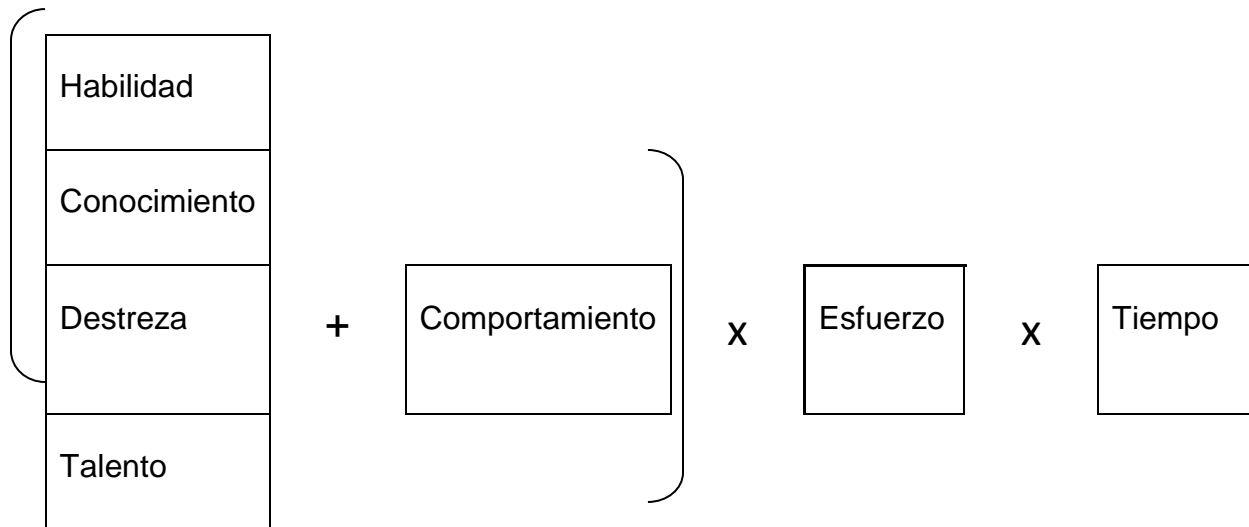 Habilidad
Conocimiento
Destreza
+ Comportamiento x Esfuerzo x Tiempo
Talento